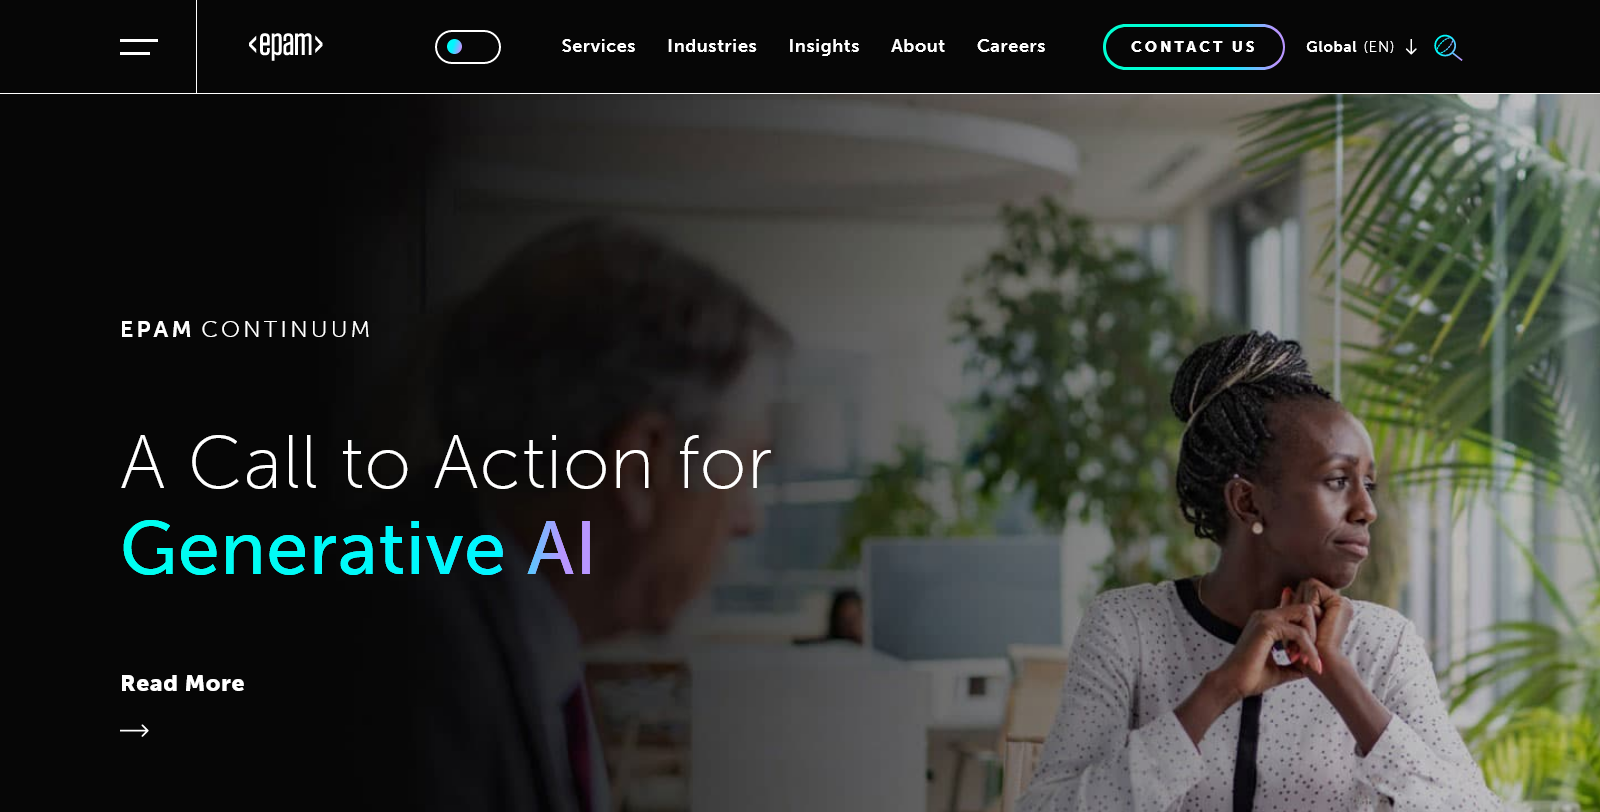 <epam>
Services
Industries
Insights
About
Careers
CONTACT US
Global (EN)
EPAM CONTINUUM
A Call to Action for
Generative AI
Read More